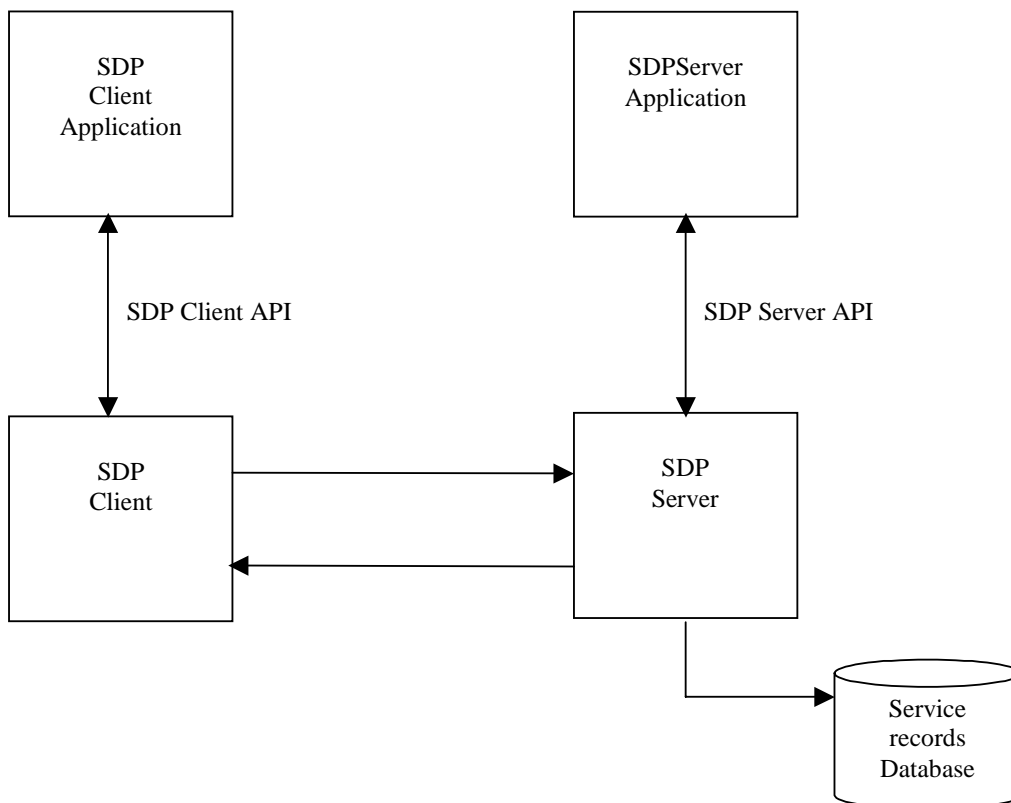 SDP
Client
Application
SDPServer
Application
SDP Client API
SDP Server API
SDP
Client
SDP
Server
Service
records
Database